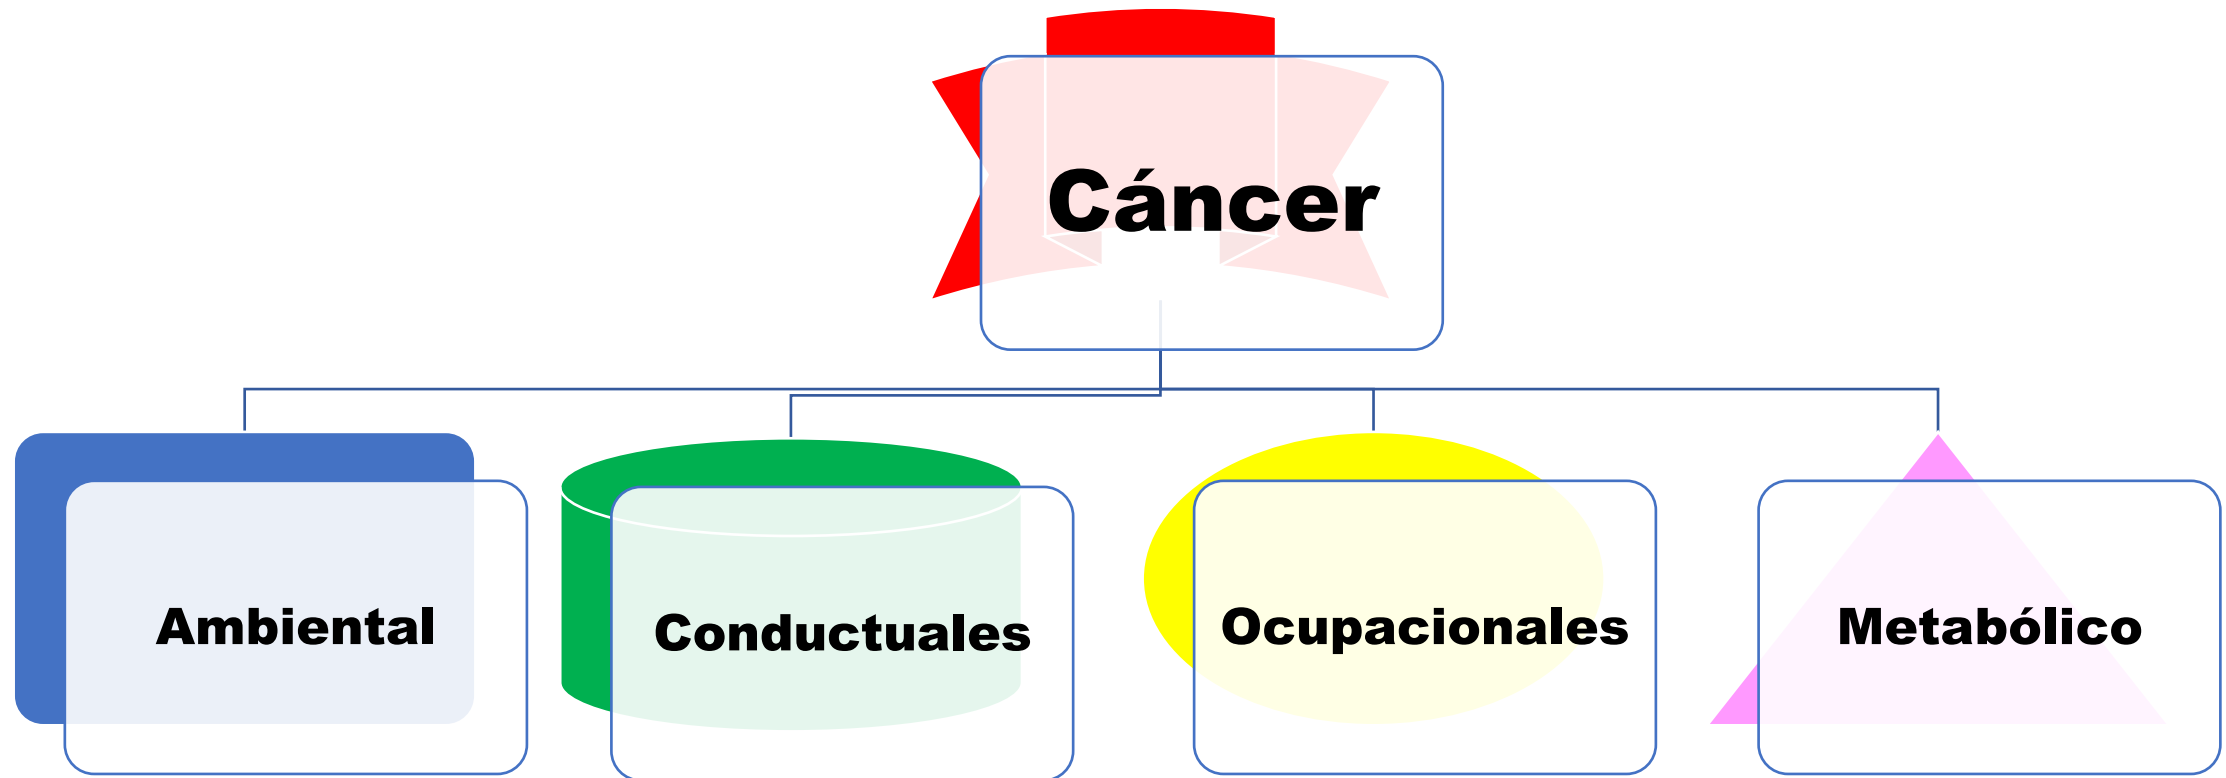 Cáncer
Ambiental
Conductuales
Ocupacionales
Metabólico